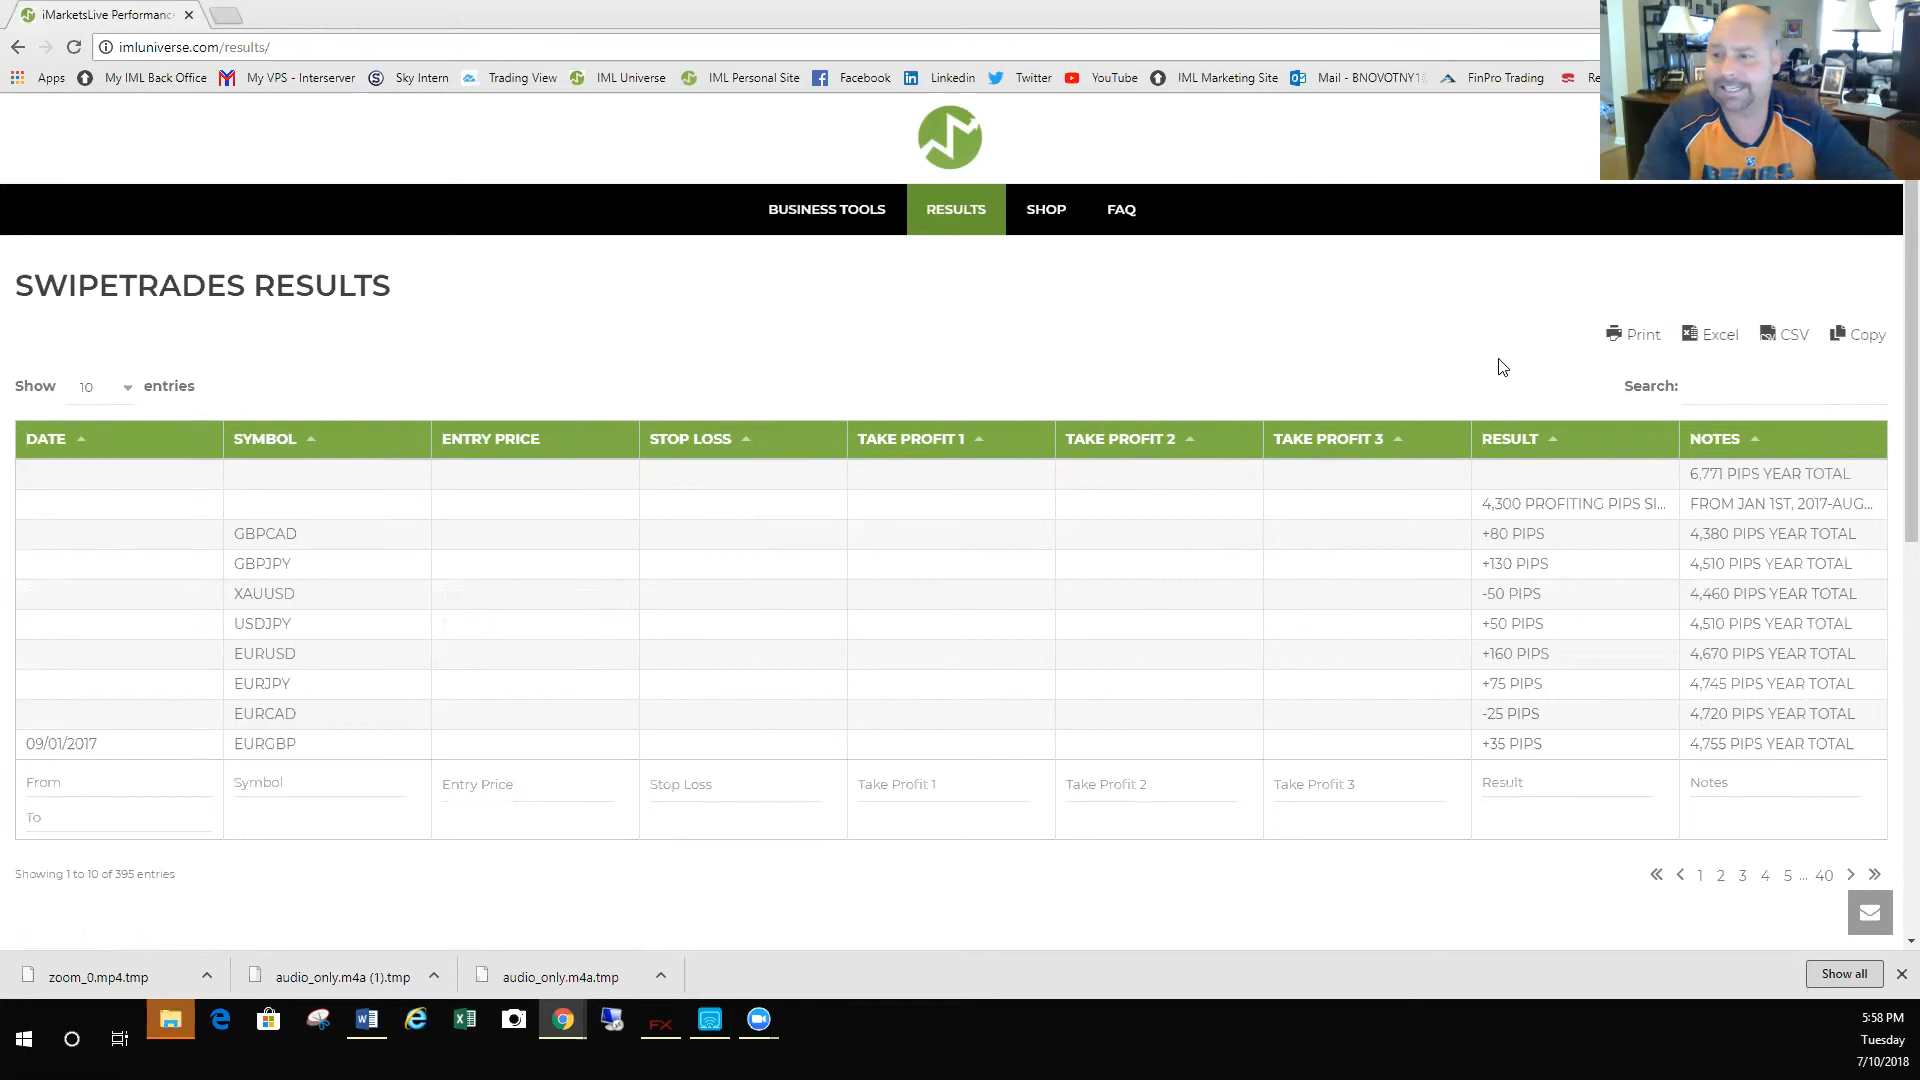 iMarketsLive Performanc
imluniverse.com/results/
Apps My IML Back Office My VPS - Interserver Sky Intern Trading View IML Universe IML Personal Site Facebook Linkedin Twitter YouTube IML Marketing Site Mail - BNOVOTNY1 FinPro Trading Re
BEARS
BUSINESS TOOLS RESULTS SHOP FAQ
SWIPETRADES RESULTS
Print Excel CSV Copy
Show 10 entries Search:
DATE SYMBOL ENTRY PRICE STOP LOSS TAKE PROFIT 1 TAKE PROFIT 2 TAKE PROFIT 3 RESULT NOTES
6,771 PIPS YEAR TOTAL
4,300 PROFITING PIPS SI... FROM JAN 1ST, 2017-AUG...
GBPCAD +80 PIPS 4,380 PIPS YEAR TOTAL
GBPJPY +130 PIPS 4,510 PIPS YEAR TOTAL
XAUUSD -50 PIPS 4,460 PIPS YEAR TOTAL
USDJPY +50 PIPS 4,510 PIPS YEAR TOTAL
EURUSD +160 PIPS 4,670 PIPS YEAR TOTAL
EURJPY +75 PIPS 4,745 PIPS YEAR TOTAL
EURCAD -25 PIPS 4,720 PIPS YEAR TOTAL
09/01/2017 EURGBP +35 PIPS 4,755 PIPS YEAR TOTAL
From Symbol Entry Price Stop Loss Take Profit 1 Take Profit 2 Take Profit 3 Result Notes
To
Showing 1 to 10 of 395 entries « ‹ 1 2 3 4 5 ... 40 › »
zoom_0.mp4.tmp audio_only.m4a (1).tmp audio_only.m4a.tmp Show all
FX
5:58 PM
Tuesday
7/10/2018